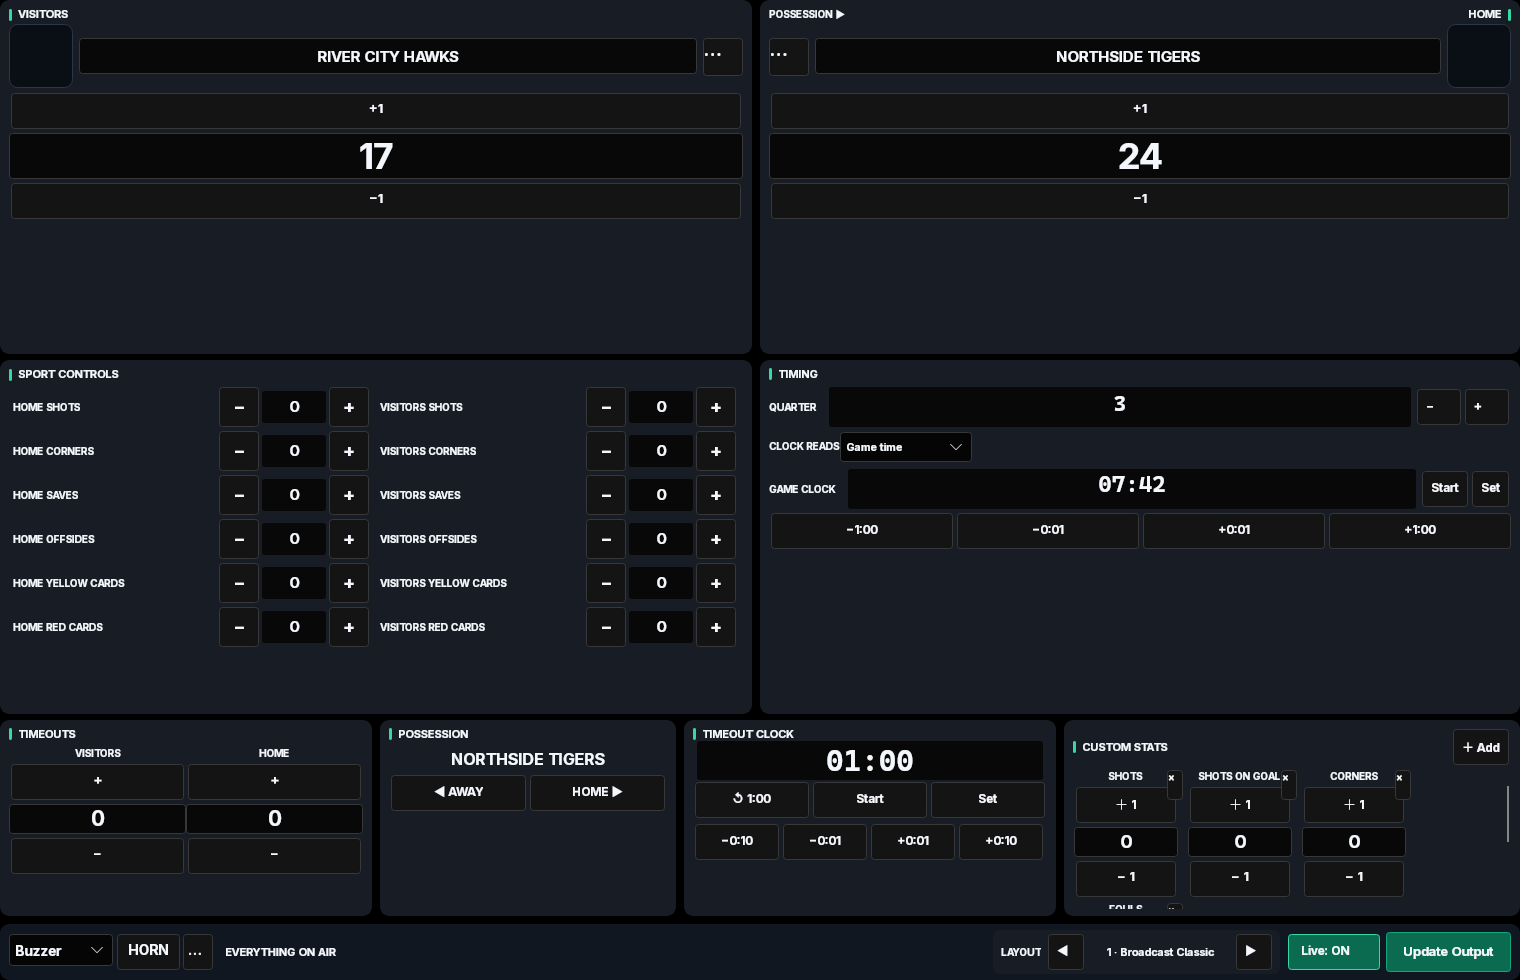 VISITORS
RIVER CITY HAWKS ...
+1
17
−1
POSSESSION ▶ HOME
... NORTHSIDE TIGERS
+1
24
−1
SPORT CONTROLS
HOME SHOTS − 0 + VISITORS SHOTS − 0 +
HOME CORNERS − 0 + VISITORS CORNERS − 0 +
HOME SAVES − 0 + VISITORS SAVES − 0 +
HOME OFFSIDES − 0 + VISITORS OFFSIDES − 0 +
HOME YELLOW CARDS − 0 + VISITORS YELLOW CARDS − 0 +
HOME RED CARDS − 0 + VISITORS RED CARDS − 0 +
TIMING
QUARTER 3 − +
CLOCK READS Game time
GAME CLOCK 07:42 Start Set
−1:00 −0:01 +0:01 +1:00
TIMEOUTS
VISITORS HOME
+ +
0 0
− −
POSSESSION
NORTHSIDE TIGERS
◀ AWAY HOME ▶
TIMEOUT CLOCK
01:00
↺ 1:00 Start Set
−0:10 −0:01 +0:01 +0:10
CUSTOM STATS + Add
SHOTS × SHOTS ON GOAL × CORNERS ×
+ 1 + 1 + 1
0 0 0
− 1 − 1 − 1
FOULS
Buzzer HORN ... EVERYTHING ON AIR
LAYOUT ◀ 1 · Broadcast Classic ▶ Live: ON Update Output